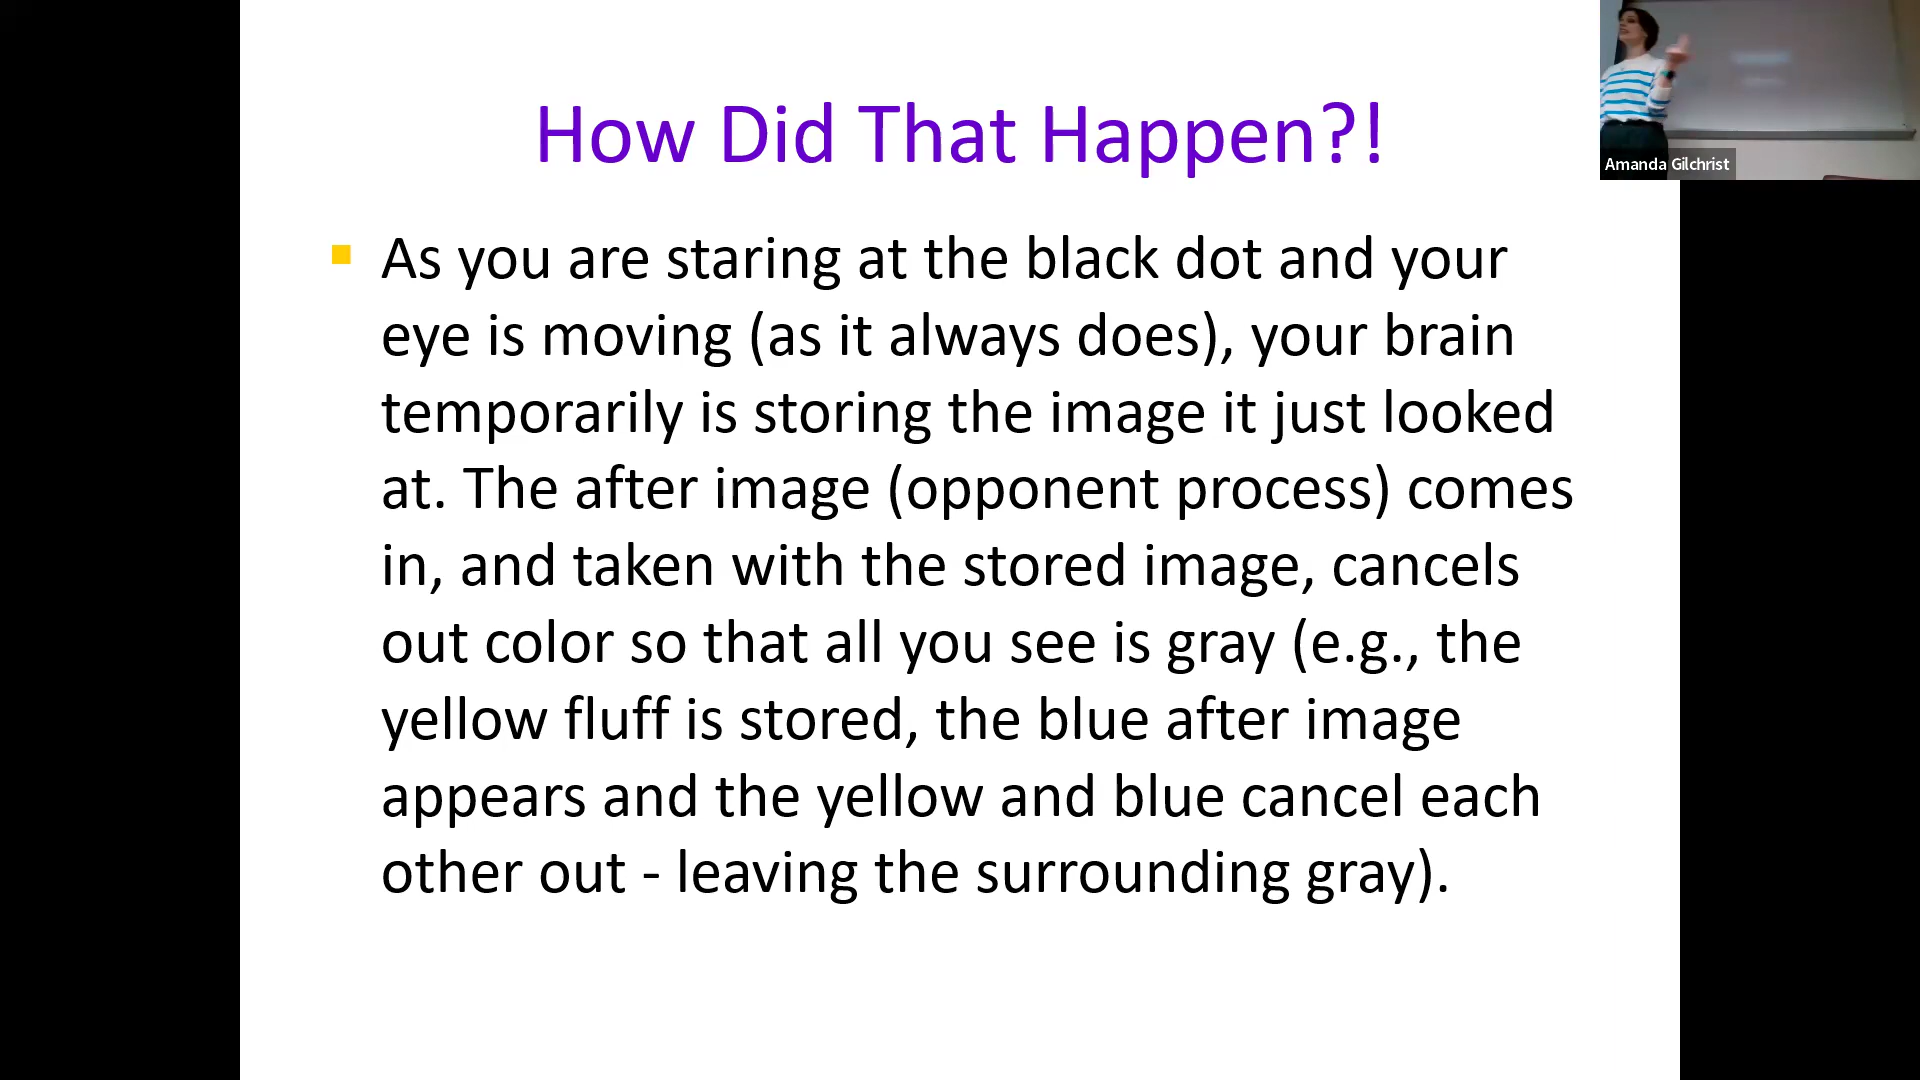 How Did That Happen?!
As you are staring at the black dot and your
eye is moving (as it always does), your brain
temporarily is storing the image it just looked
at. The after image (opponent process) comes
in, and taken with the stored image, cancels
out color so that all you see is gray (e.g., the
yellow fluff is stored, the blue after image
appears and the yellow and blue cancel each
other out - leaving the surrounding gray).
Amanda Gilchrist